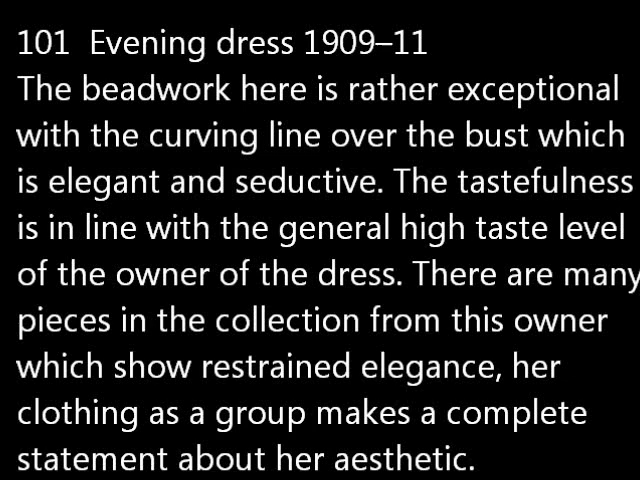 101 Evening dress 1909–11
The beadwork here is rather exceptional
with the curving line over the bust which
is elegant and seductive. The tastefulness
is in line with the general high taste level
of the owner of the dress. There are many
pieces in the collection from this owner
which show restrained elegance, her
clothing as a group makes a complete
statement about her aesthetic.